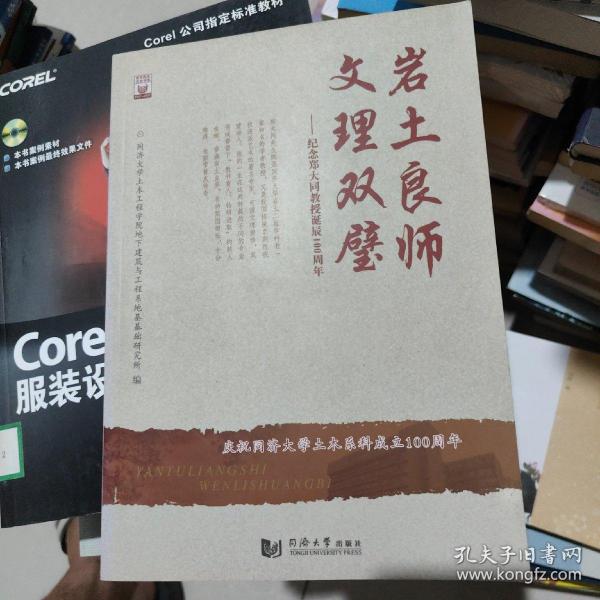 Corel 公司指定标准教材
COREL
本书案例素材
本书案例最终效果文件
Core
服装设
岩土良师
文理双璧
——纪念郑大同教授诞辰100周年
同济大学土木工程学院地下建筑与工程系地基基础研究所 编
庆祝同济大学土木系科成立100周年
YANTULIANGSHI
WENLISHUANGBI
同济大学出版社
TONGJI UNIVERSITY PRESS
孔夫子旧书网
www.kongfz.com